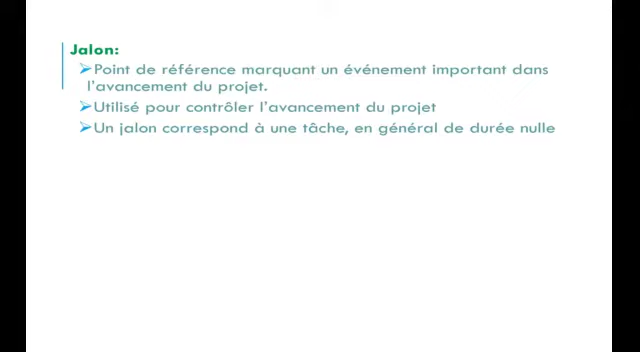 Jalon:
➢Point de référence marquant un événement important dans
l'avancement du projet.
➢Utilisé pour contrôler l'avancement du projet
➢Un jalon correspond à une tâche, en général de durée nulle